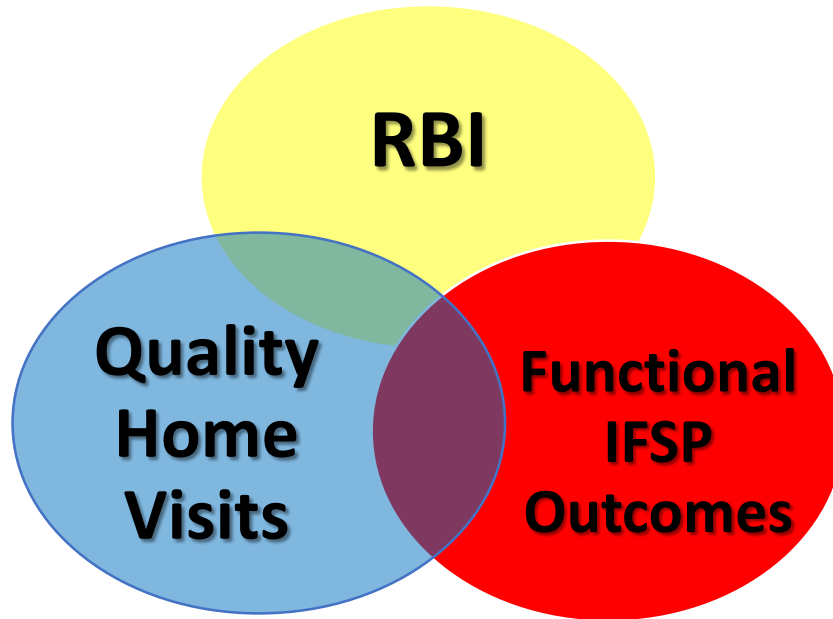 RBI
Quality
Home
Visits
Functional
IFSP
Outcomes